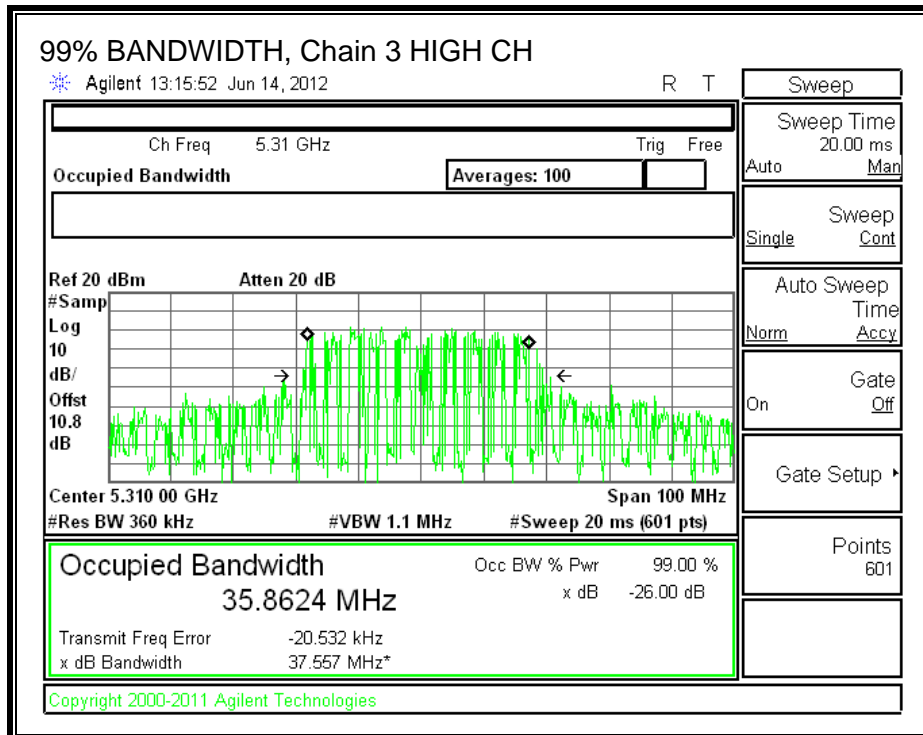 99% BANDWIDTH, Chain 3 HIGH CH
Agilent 13:15:52 Jun 14, 2012
R T
Ch Freq 5.31 GHz
Trig Free
Occupied Bandwidth
Averages: 100
Ref 20 dBm
Atten 20 dB
#Samp
Log
10
dB/
Offst
10.8
dB
Center 5.310 00 GHz
Span 100 MHz
#Res BW 360 kHz
#VBW 1.1 MHz
#Sweep 20 ms (601 pts)
Occupied Bandwidth
35.8624 MHz
Occ BW % Pwr 99.00 %
x dB -26.00 dB
Transmit Freq Error -20.532 kHz
x dB Bandwidth 37.557 MHz*
Copyright 2000-2011 Agilent Technologies
Sweep
Sweep Time
20.00 ms
Auto Man
Sweep
Single Cont
Auto Sweep
Time
Norm Accy
Gate
On Off
Gate Setup
Points
601